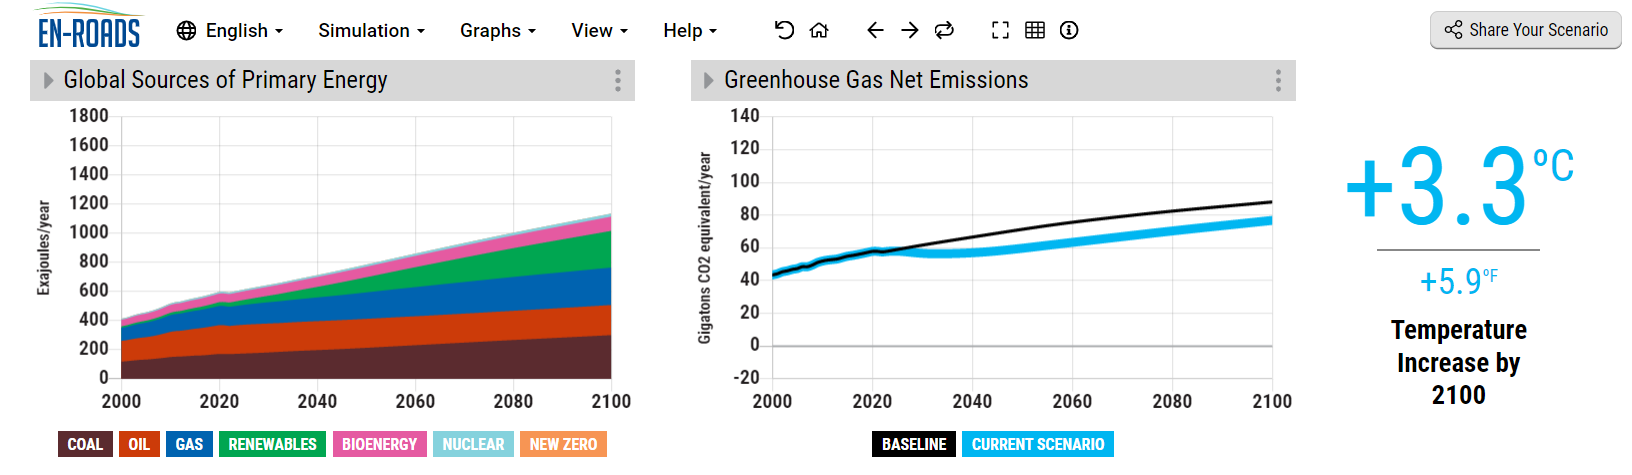 EN-ROADS
English Simulation Graphs View Help
Share Your Scenario
Global Sources of Primary Energy
Exajoules/year
1800
1600
1400
1200
1000
800
600
400
200
0
2000 2020 2040 2060 2080 2100
COAL OIL GAS RENEWABLES BIOENERGY NUCLEAR NEW ZERO
Greenhouse Gas Net Emissions
Gigatons CO2 equivalent/year
140
120
100
80
60
40
20
0
-20
2000 2020 2040 2060 2080 2100
BASELINE CURRENT SCENARIO
+3.3 ºC
+5.9ºF
Temperature
Increase by
2100